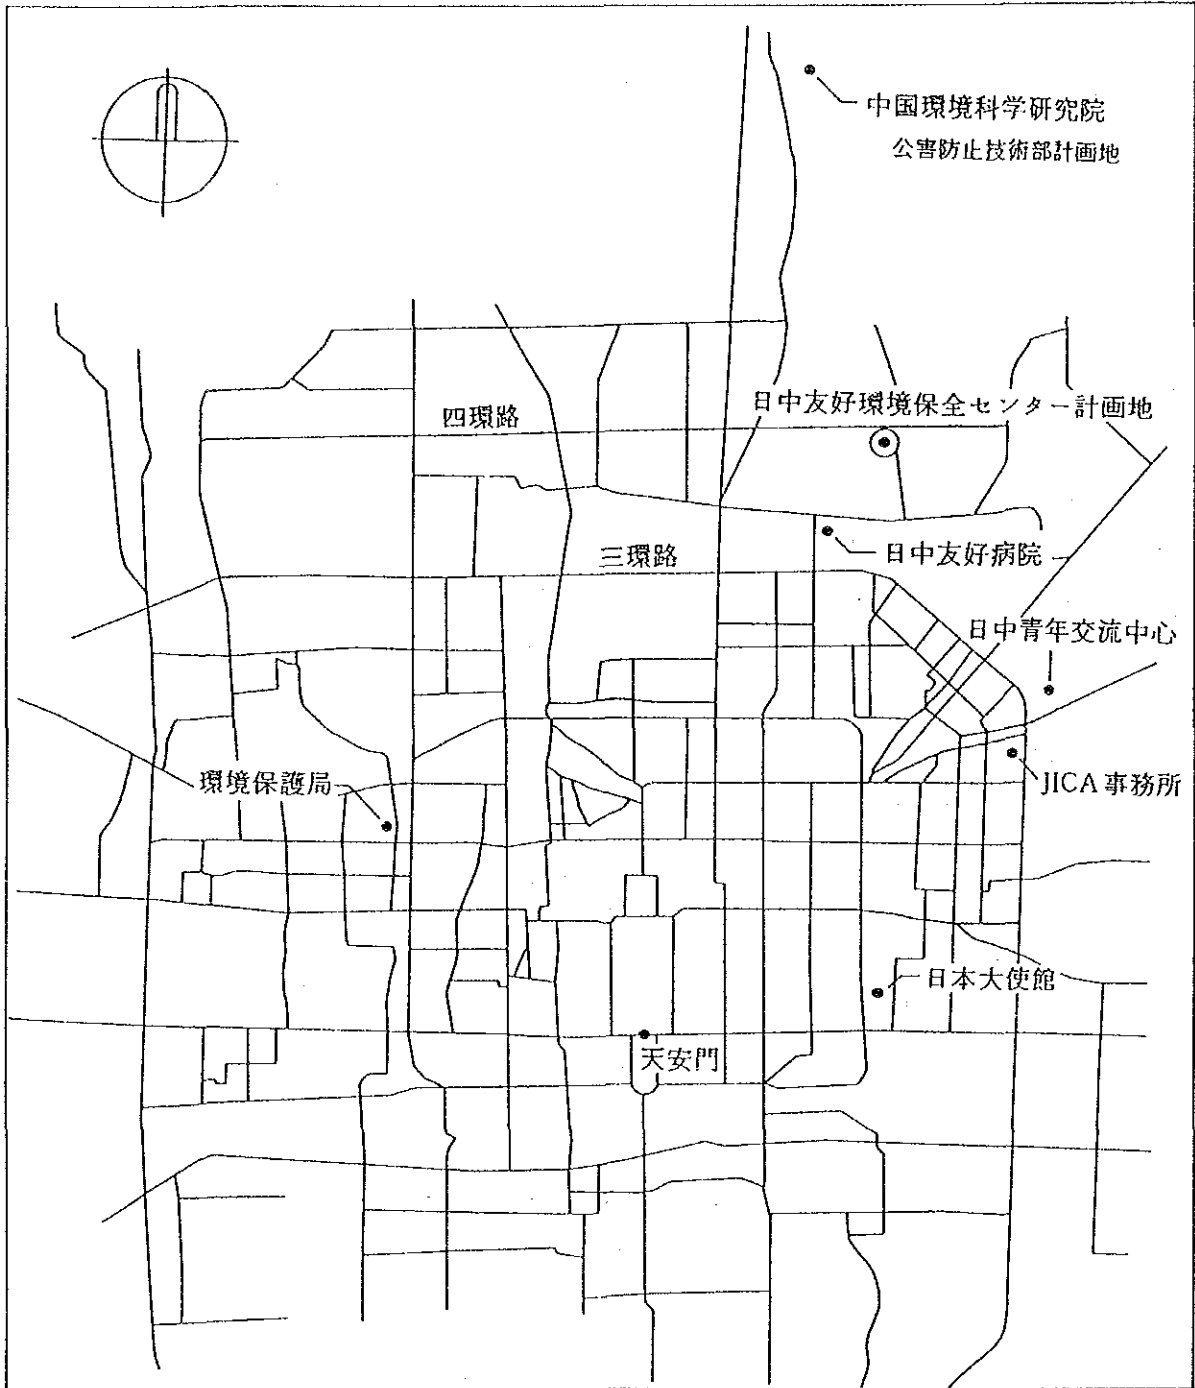 中国環境科学研究院
公害防止技術部計画地
日中友好環境保全センター計画地
四環路
三環路
日中友好病院
日中青年交流中心
環境保護局
JICA事務所
日本大使館
天安門